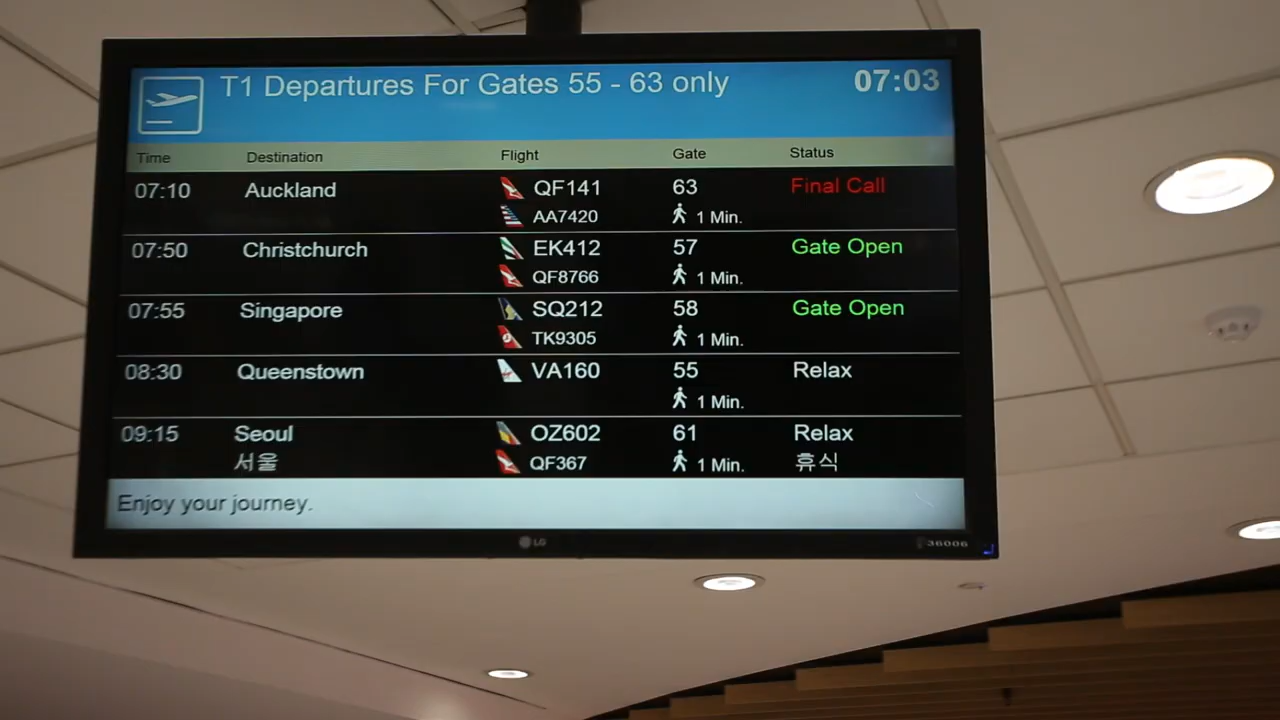 T1 Departures For Gates 55 - 63 only 07:03
Time Destination Flight Gate Status
07:10 Auckland QF141 63 Final Call
AA7420 1 Min.
07:50 Christchurch EK412 57 Gate Open
QF8766 1 Min.
07:55 Singapore SQ212 58 Gate Open
TK9305 1 Min.
08:30 Queenstown VA160 55 Relax
1 Min.
09:15 Seoul OZ602 61 Relax
서울 QF367 1 Min. 휴식
Enjoy your journey.
LG 36006